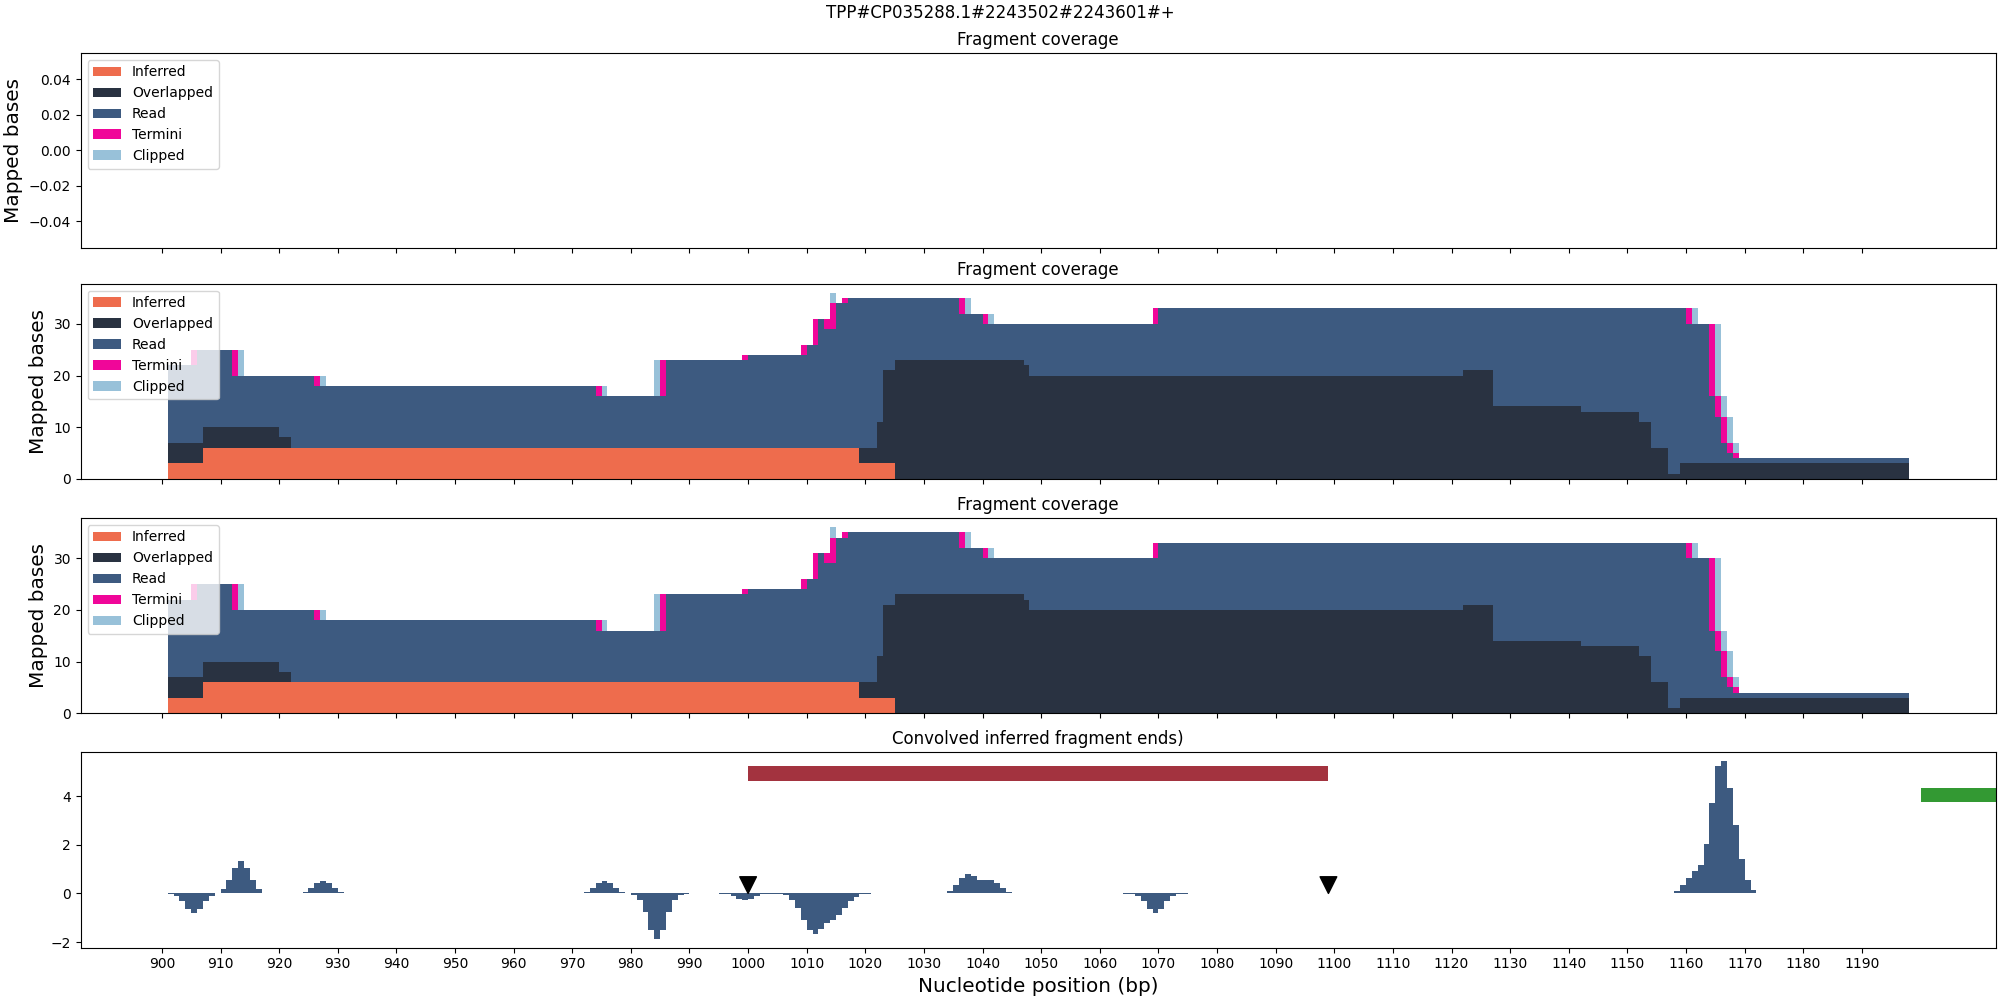 TPP#CP035288.1#2243502#2243601#+
Fragment coverage
Mapped bases
0.04
0.02
0.00
−0.02
−0.04
Inferred
Overlapped
Read
Termini
Clipped
Fragment coverage
Mapped bases
30
20
10
0
Inferred
Overlapped
Read
Termini
Clipped
Fragment coverage
Mapped bases
30
20
10
0
Inferred
Overlapped
Read
Termini
Clipped
Convolved inferred fragment ends)
4
2
0
−2
900 910 920 930 940 950 960 970 980 990 1000 1010 1020 1030 1040 1050 1060 1070 1080 1090 1100 1110 1120 1130 1140 1150 1160 1170 1180 1190
Nucleotide position (bp)